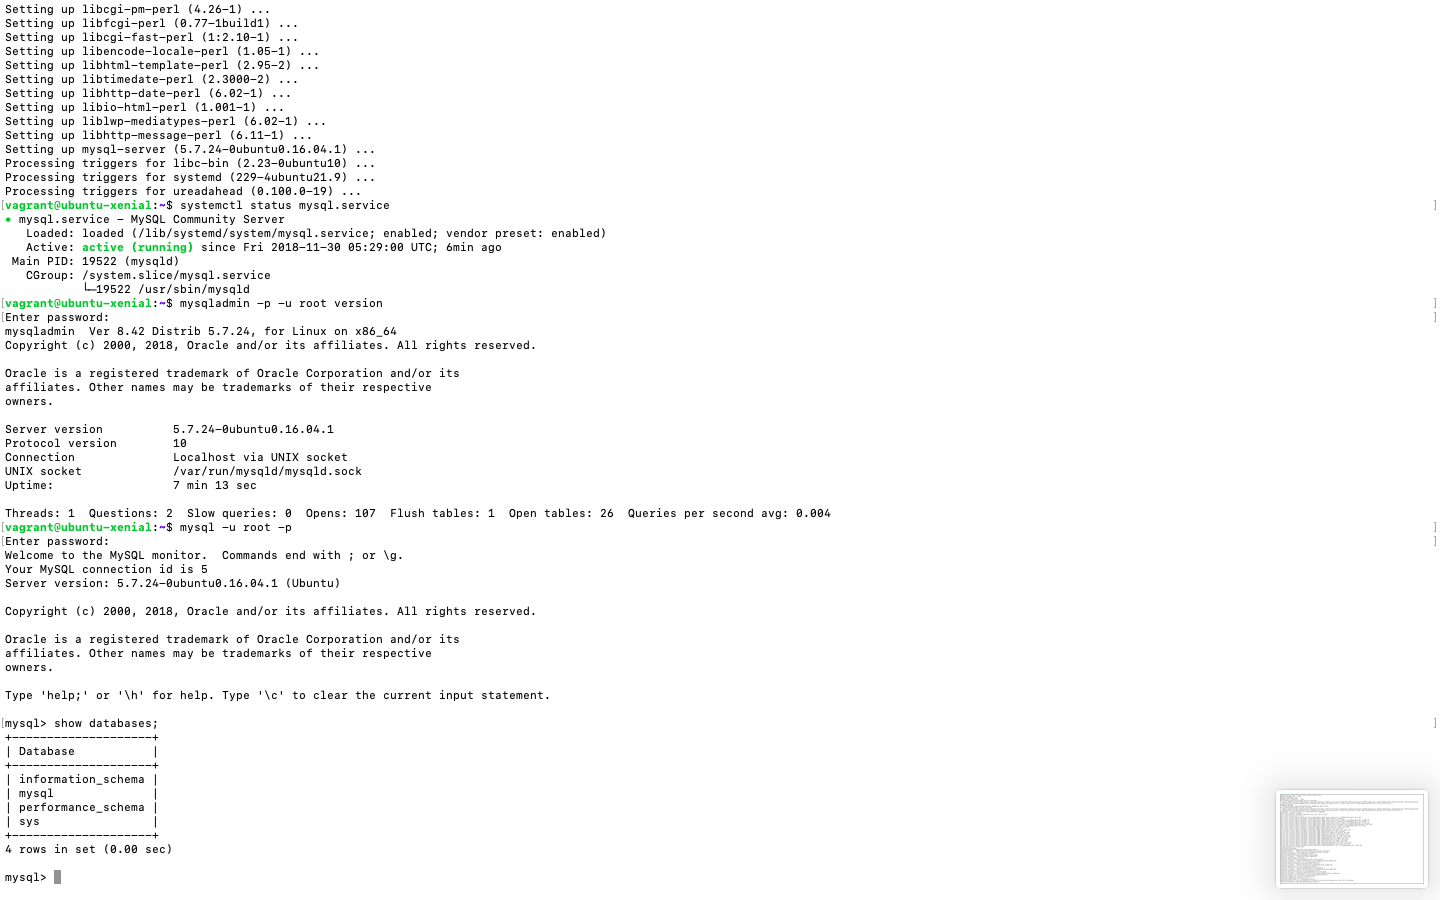 Setting up libcgi-pm-perl (4.26-1) ...
Setting up libfcgi-perl (0.77-1build1) ...
Setting up libcgi-fast-perl (1:2.10-1) ...
Setting up libencode-locale-perl (1.05-1) ...
Setting up libhtml-template-perl (2.95-2) ...
Setting up libtimedate-perl (2.3000-2) ...
Setting up libhttp-date-perl (6.02-1) ...
Setting up libio-html-perl (1.001-1) ...
Setting up liblwp-mediatypes-perl (6.02-1) ...
Setting up libhttp-message-perl (6.11-1) ...
Setting up mysql-server (5.7.24-0ubuntu0.16.04.1) ...
Processing triggers for libc-bin (2.23-0ubuntu10) ...
Processing triggers for systemd (229-4ubuntu21.9) ...
Processing triggers for ureadahead (0.100.0-19) ...
[vagrant@ubuntu-xenial:~$ systemctl status mysql.service ]
● mysql.service - MySQL Community Server
   Loaded: loaded (/lib/systemd/system/mysql.service; enabled; vendor preset: enabled)
   Active: active (running) since Fri 2018-11-30 05:29:00 UTC; 6min ago
 Main PID: 19522 (mysqld)
   CGroup: /system.slice/mysql.service
           └─19522 /usr/sbin/mysqld
[vagrant@ubuntu-xenial:~$ mysqladmin -p -u root version ]
[Enter password: ]
mysqladmin  Ver 8.42 Distrib 5.7.24, for Linux on x86_64
Copyright (c) 2000, 2018, Oracle and/or its affiliates. All rights reserved.

Oracle is a registered trademark of Oracle Corporation and/or its
affiliates. Other names may be trademarks of their respective
owners.

Server version          5.7.24-0ubuntu0.16.04.1
Protocol version        10
Connection              Localhost via UNIX socket
UNIX socket             /var/run/mysqld/mysqld.sock
Uptime:                 7 min 13 sec

Threads: 1  Questions: 2  Slow queries: 0  Opens: 107  Flush tables: 1  Open tables: 26  Queries per second avg: 0.004
[vagrant@ubuntu-xenial:~$ mysql -u root -p ]
[Enter password: ]
Welcome to the MySQL monitor.  Commands end with ; or \g.
Your MySQL connection id is 5
Server version: 5.7.24-0ubuntu0.16.04.1 (Ubuntu)

Copyright (c) 2000, 2018, Oracle and/or its affiliates. All rights reserved.

Oracle is a registered trademark of Oracle Corporation and/or its
affiliates. Other names may be trademarks of their respective
owners.

Type 'help;' or '\h' for help. Type '\c' to clear the current input statement.

[mysql> show databases; ]
+--------------------+
| Database           |
+--------------------+
| information_schema |
| mysql              |
| performance_schema |
| sys                |
+--------------------+
4 rows in set (0.00 sec)

mysql>